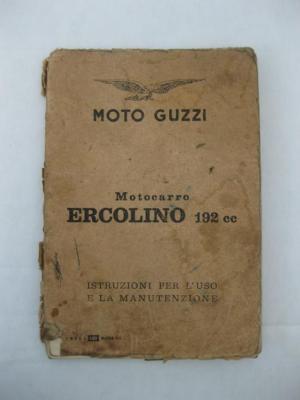 MOTO GUZZI
Motocarro
ERCOLINO 192 cc
ISTRUZIONI PER L'USO
E LA MANUTENZIONE